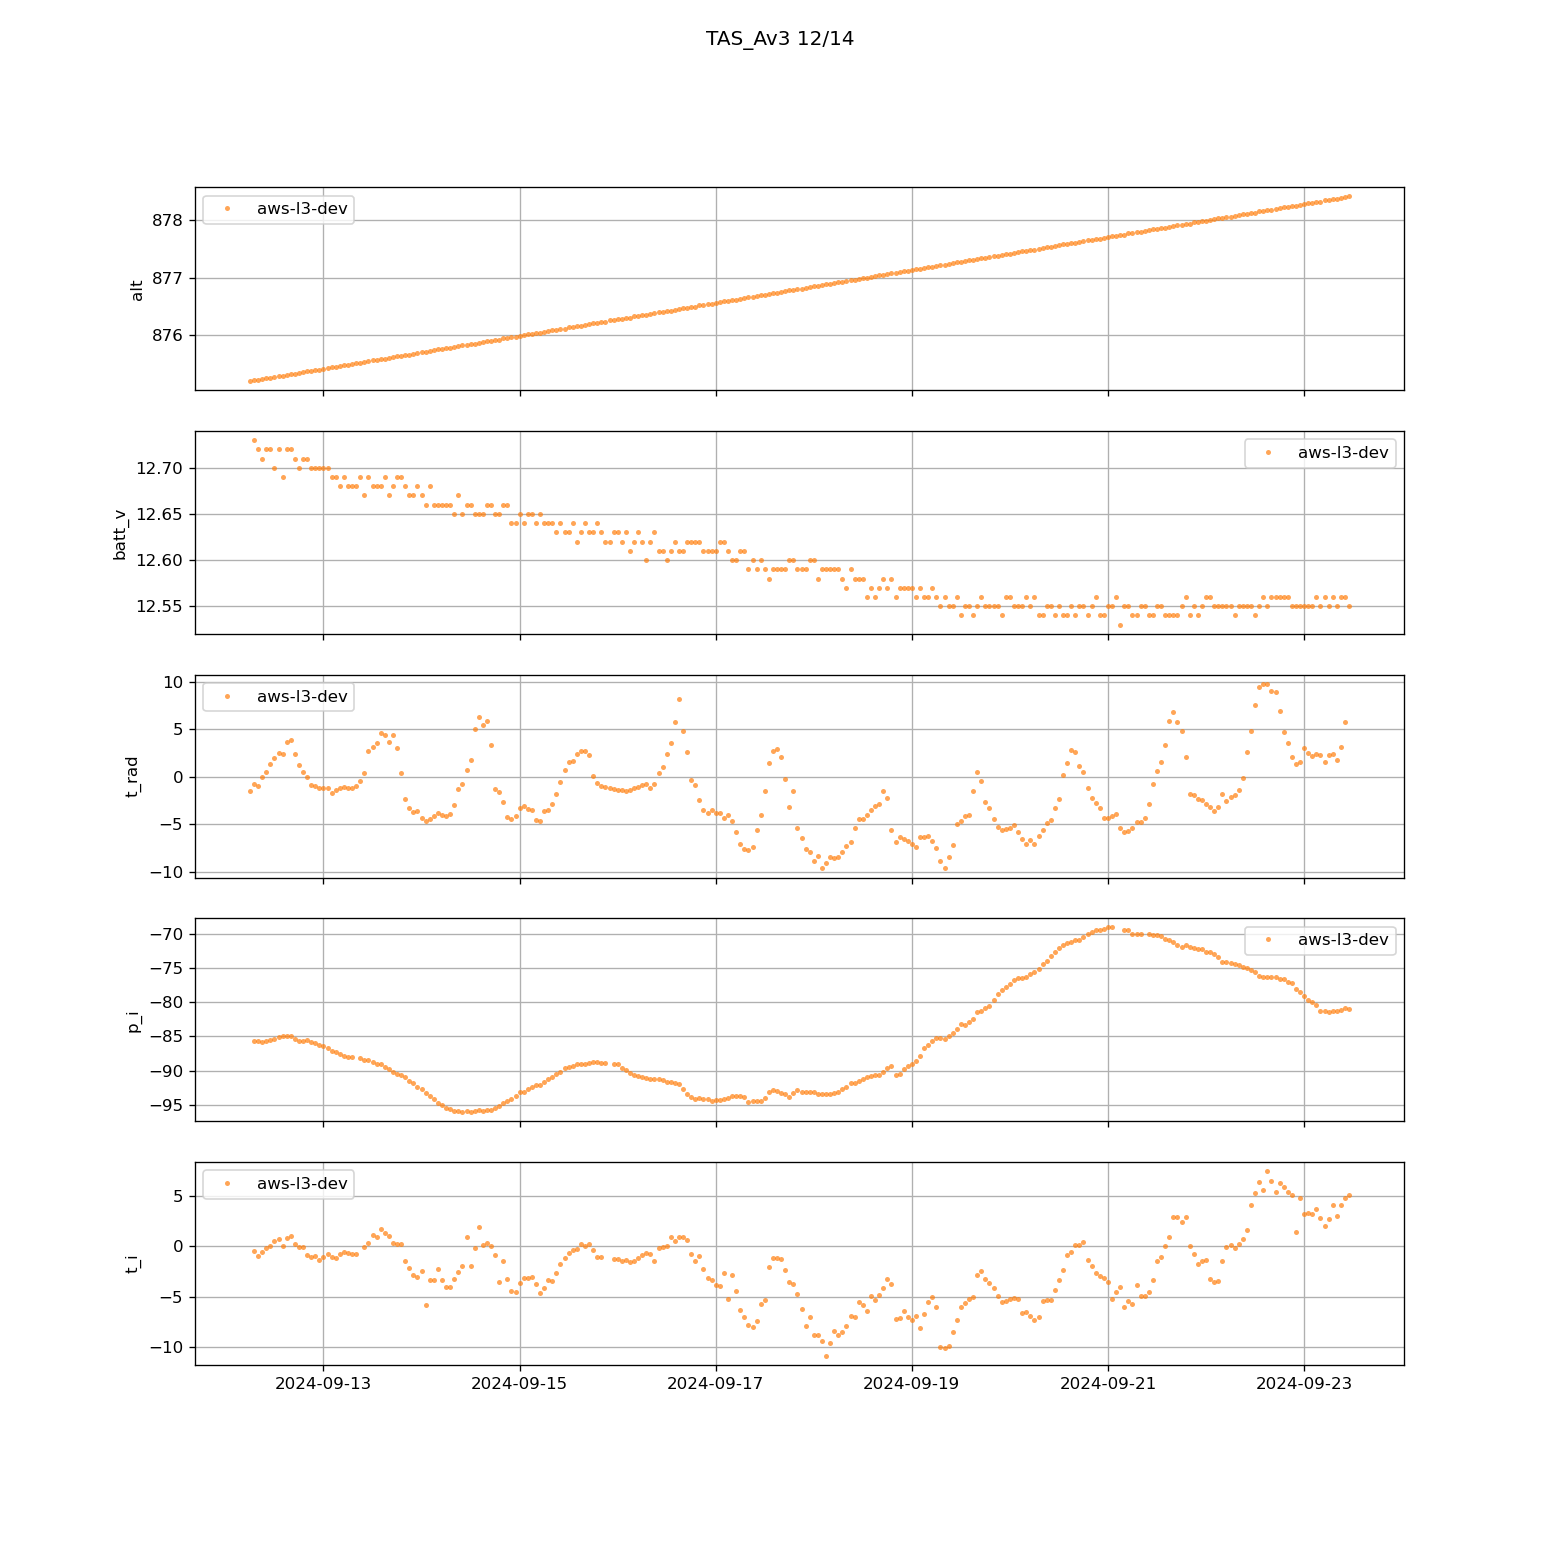 TAS_Av3 12/14
aws-l3-dev
878
877
876
alt
aws-l3-dev
12.70
12.65
12.60
12.55
batt_v
aws-l3-dev
10
5
0
−5
−10
t_rad
aws-l3-dev
−70
−75
−80
−85
−90
−95
p_i
aws-l3-dev
5
0
−5
−10
t_i
2024-09-13 2024-09-15 2024-09-17 2024-09-19 2024-09-21 2024-09-23